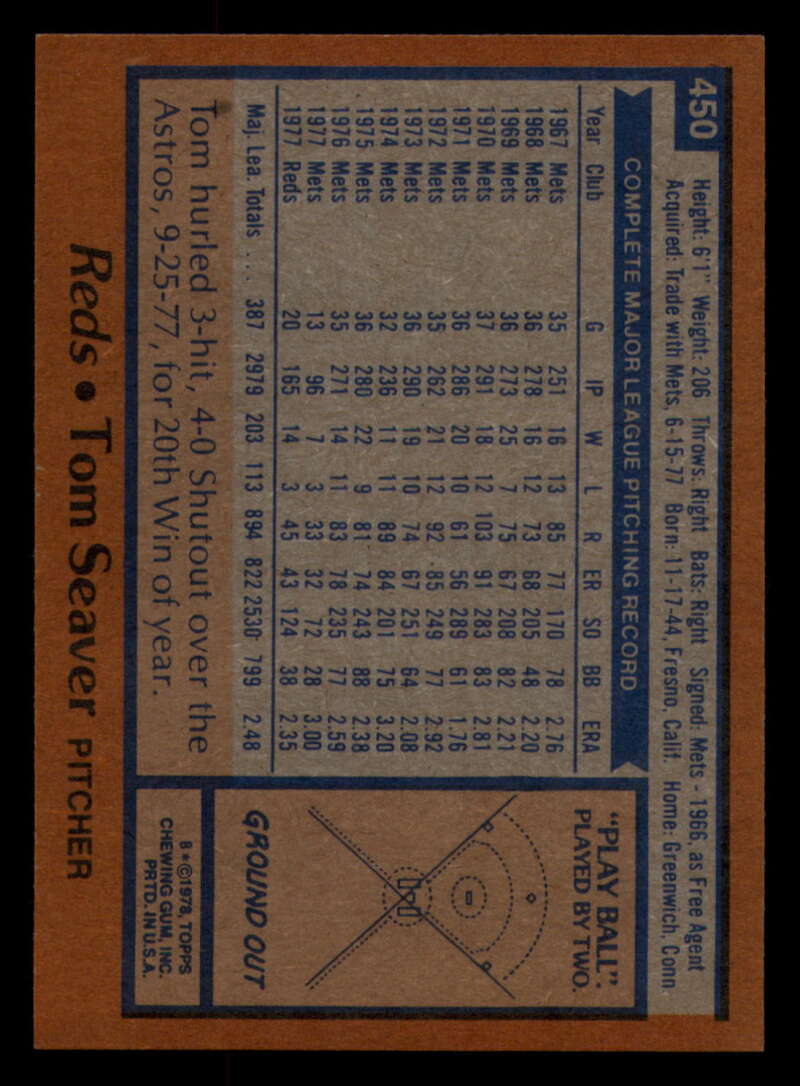 450
Height: 6'1" Weight: 206 Throws: Right Bats: Right Signed: Mets - 1966, as Free Agent
Acquired: Trade with Mets, 6-15-77 Born: 11-17-44, Fresno, Calif. Home: Greenwich, Conn.
COMPLETE MAJOR LEAGUE PITCHING RECORD
Year Club G IP W L R ER SO BB ERA
1967 Mets 35 251 16 13 85 77 170 78 2.76
1968 Mets 36 278 16 12 73 68 205 48 2.20
1969 Mets 36 273 25 7 75 67 208 82 2.21
1970 Mets 37 291 18 12 103 91 283 83 2.81
1971 Mets 36 286 20 10 61 56 289 61 1.76
1972 Mets 35 262 21 12 92 85 249 77 2.92
1973 Mets 36 290 19 10 74 67 251 64 2.08
1974 Mets 32 236 11 11 89 84 201 75 3.20
1975 Mets 36 280 22 9 81 74 243 88 2.38
1976 Mets 35 271 14 11 83 78 235 77 2.59
1977 Mets 13 96 7 3 33 32 72 28 3.00
1977 Reds 20 165 14 3 45 43 124 38 2.35
Maj. Lea. Totals .... 387 2979 203 113 894 822 2530 799 2.48
Tom hurled 3-hit, 4-0 Shutout over the
Astros, 9-25-77, for 20th Win of year.
"PLAY BALL".
PLAYED BY TWO.
GROUND OUT
8*©1978, TOPPS
CHEWING GUM, INC.
PRTD. IN U.S.A.
Reds • Tom Seaver PITCHER